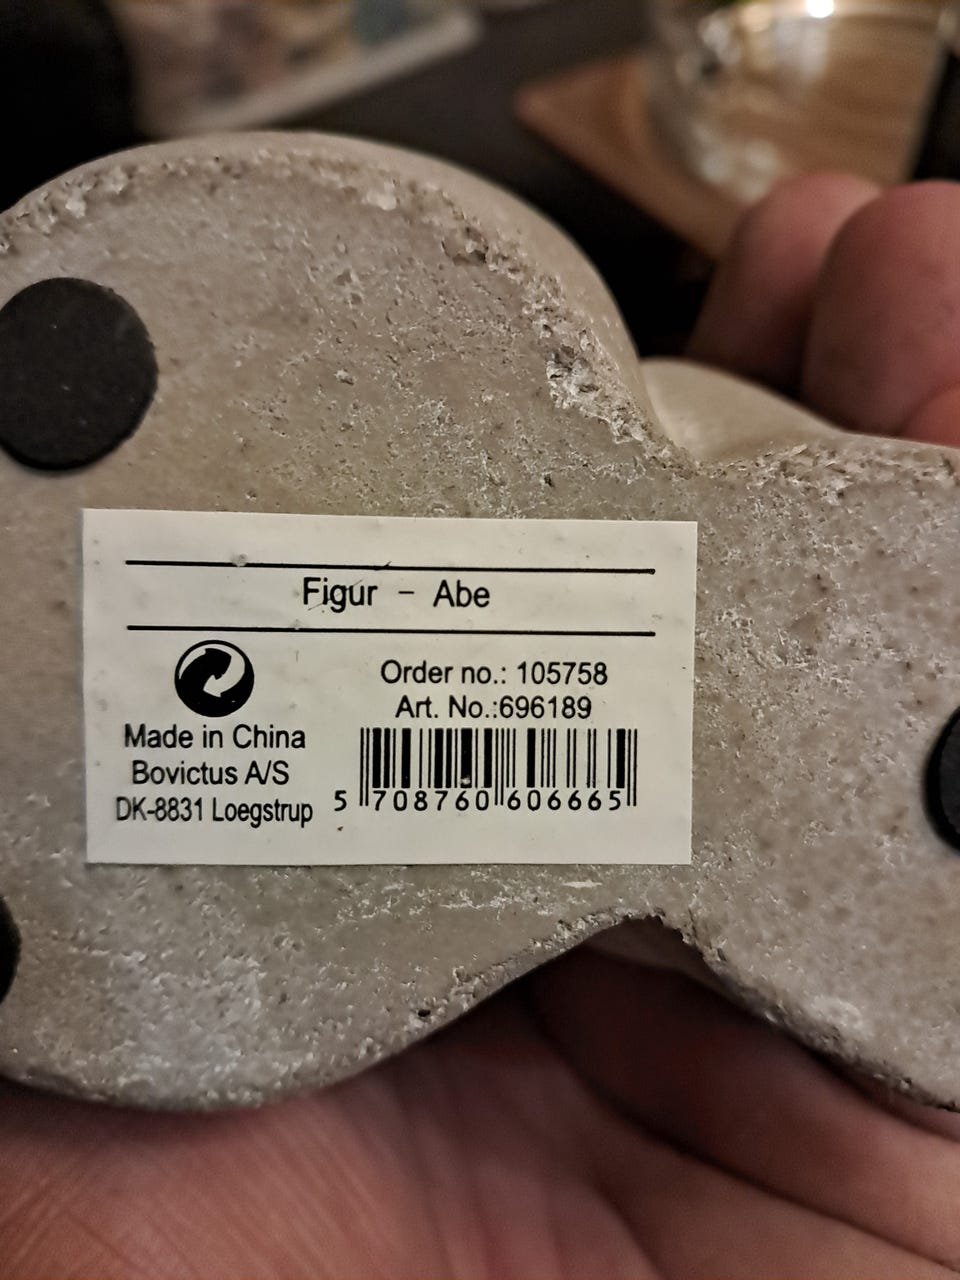 Figur - Abe
Order no.: 105758
Art. No.:696189
Made in China
Bovictus A/S
DK-8831 Loegstrup
5 708760 606665